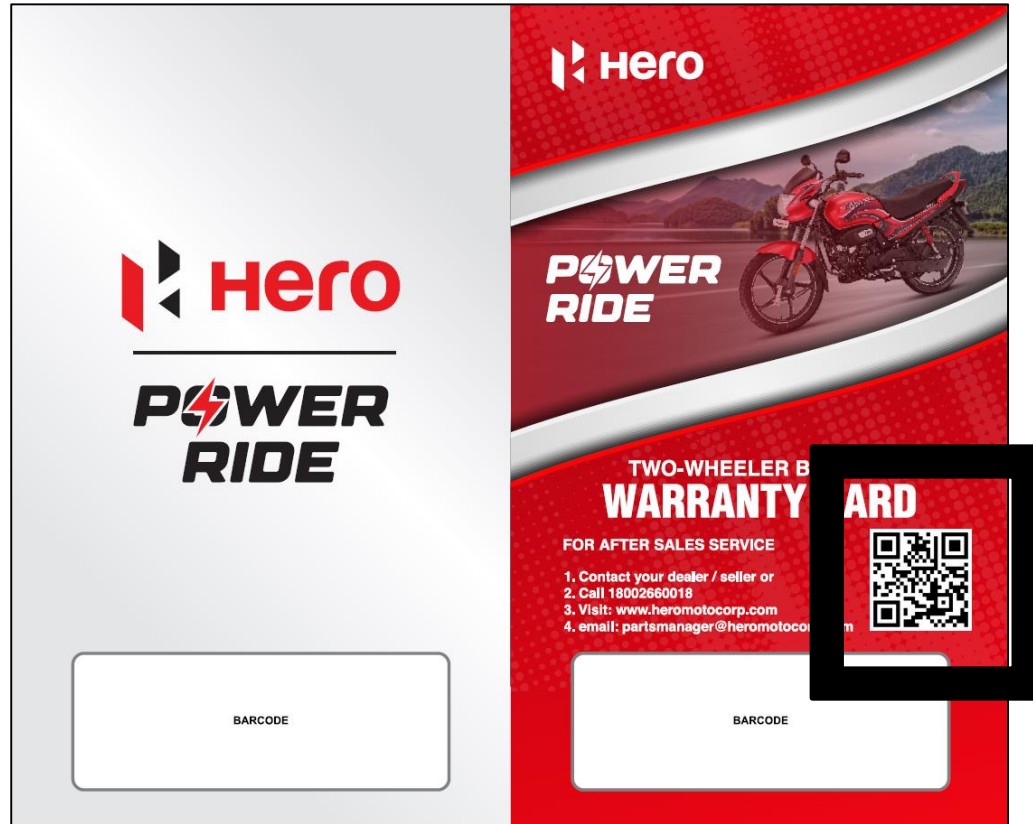 Hero
POWER
RIDE
BARCODE
Hero
POWER
RIDE
TWO-WHEELER B
WARRANTY ARD
FOR AFTER SALES SERVICE
1. Contact your dealer / seller or
2. Call 18002660018
3. Visit: www.heromotocorp.com
4. email: partsmanager@heromotoco m
BARCODE